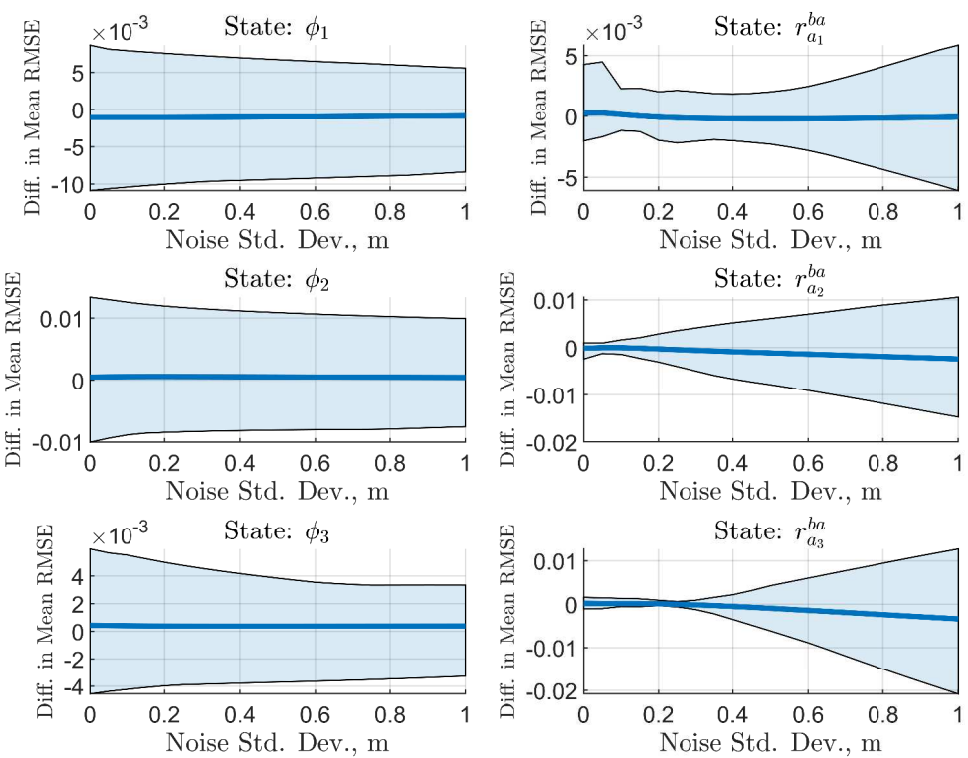 State: ϕ₁
×10⁻³
Diff. in Mean RMSE
5
0
-5
-10
0 0.2 0.4 0.6 0.8 1
Noise Std. Dev., m
State: r^{ba}_{a_1}
×10⁻³
Diff. in Mean RMSE
5
0
-5
0 0.2 0.4 0.6 0.8 1
Noise Std. Dev., m
State: ϕ₂
Diff. in Mean RMSE
0.01
0
-0.01
0 0.2 0.4 0.6 0.8 1
Noise Std. Dev., m
State: r^{ba}_{a_2}
Diff. in Mean RMSE
0.01
0
-0.01
-0.02
0 0.2 0.4 0.6 0.8 1
Noise Std. Dev., m
State: ϕ₃
×10⁻³
Diff. in Mean RMSE
4
2
0
-2
-4
0 0.2 0.4 0.6 0.8 1
Noise Std. Dev., m
State: r^{ba}_{a_3}
Diff. in Mean RMSE
0.01
0
-0.01
-0.02
0 0.2 0.4 0.6 0.8 1
Noise Std. Dev., m